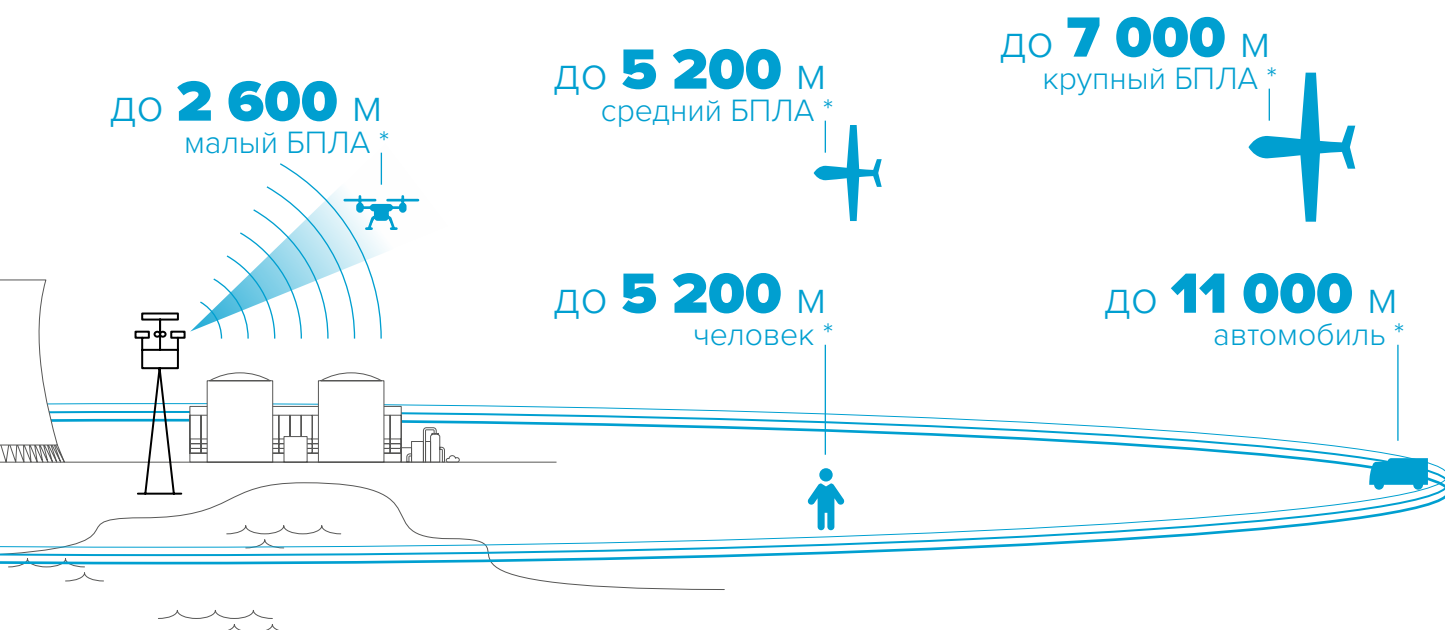 до 2 600 м
малый БПЛА *
до 5 200 м
средний БПЛА *
до 7 000 м
крупный БПЛА *
до 5 200 м
человек *
до 11 000 м
автомобиль *